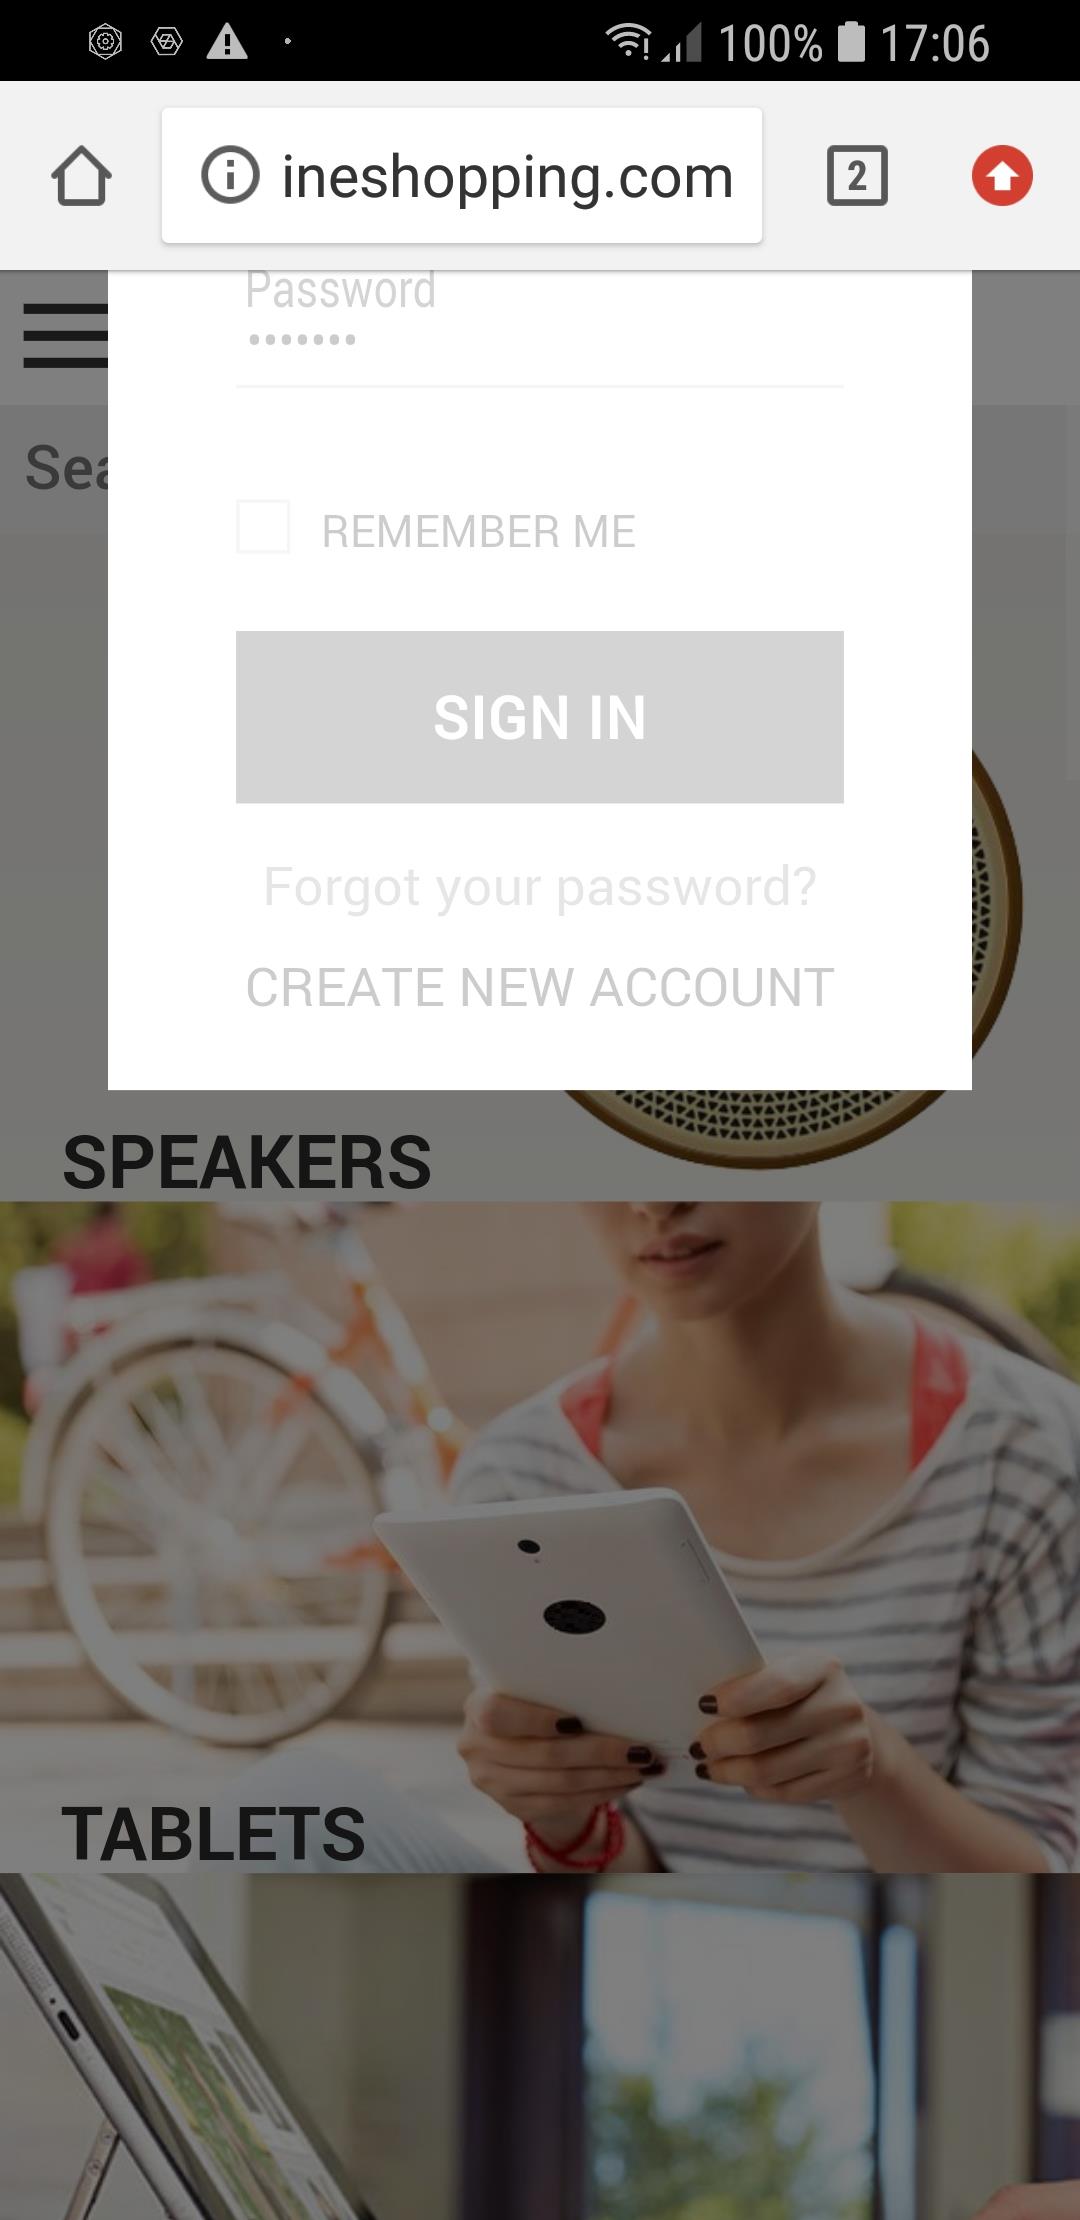 100% 17:06
ineshopping.com
2
Password
REMEMBER ME
Sea
SIGN IN
Forgot your password?
CREATE NEW ACCOUNT
SPEAKERS
TABLETS